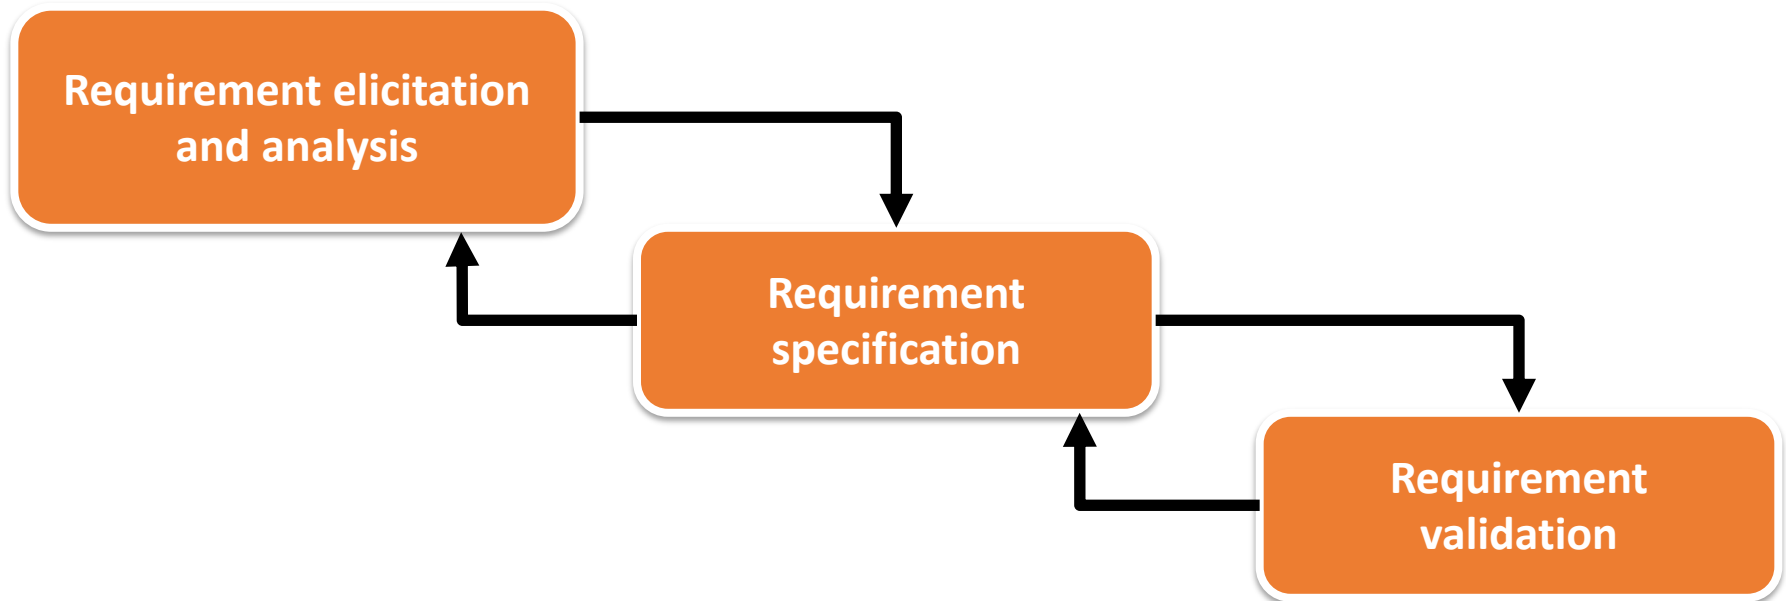 Requirement elicitation
and analysis
Requirement
specification
Requirement
validation